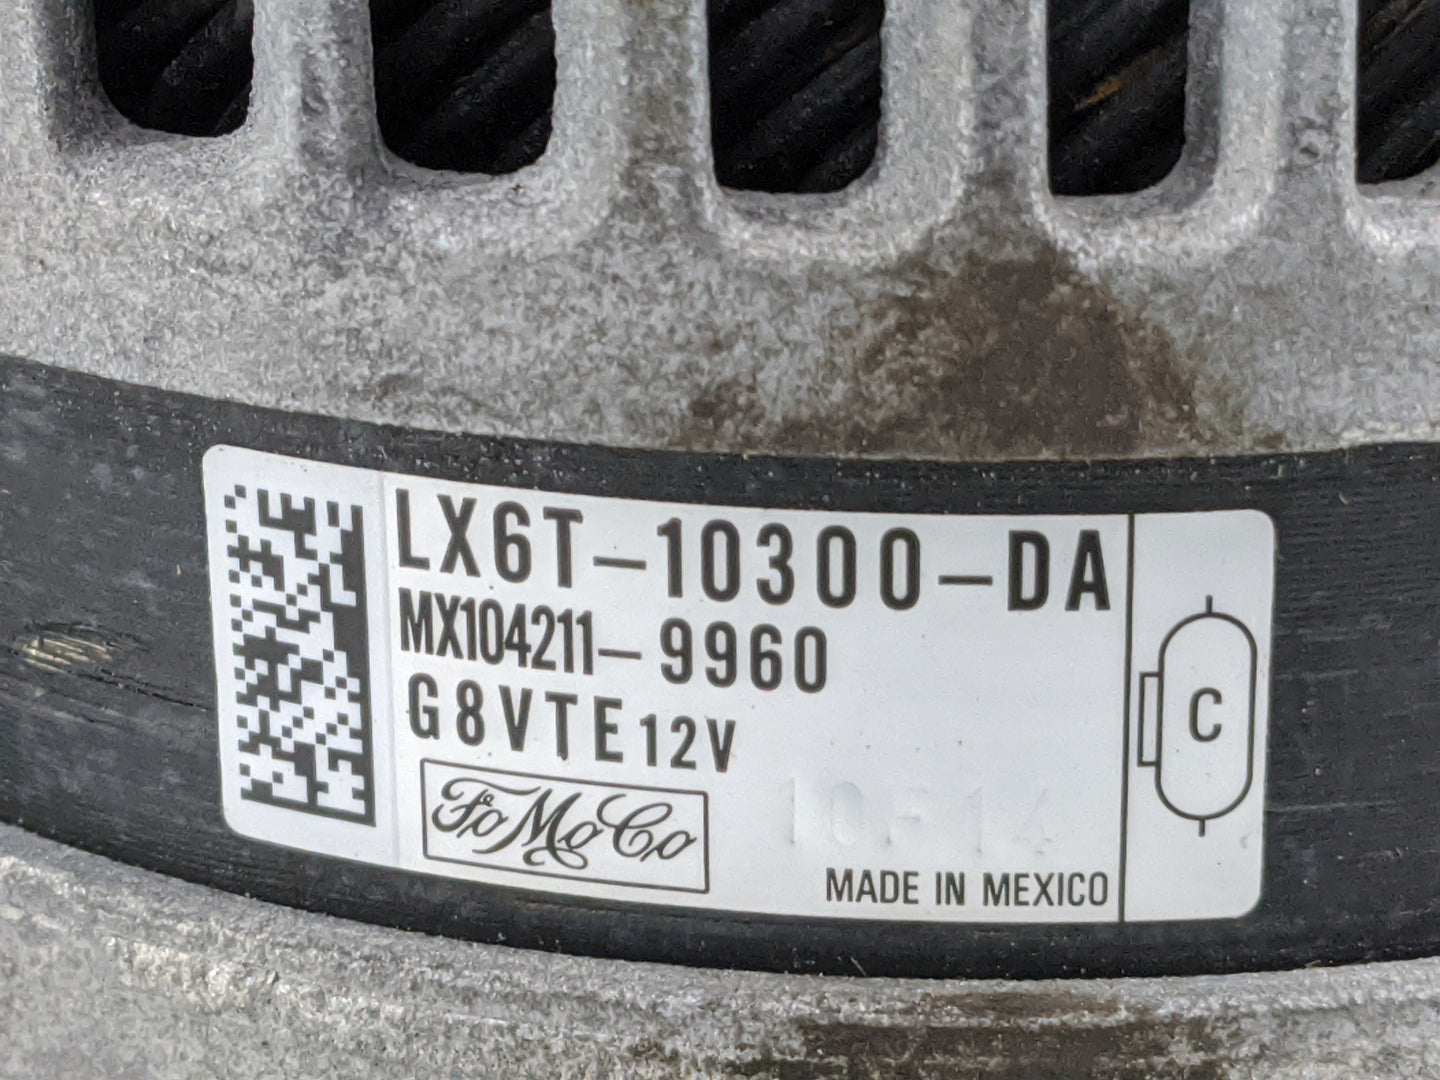 LX6T-10300-DA
MX104211-9960
G8VTE12V
FoMoCo
MADE IN MEXICO
C